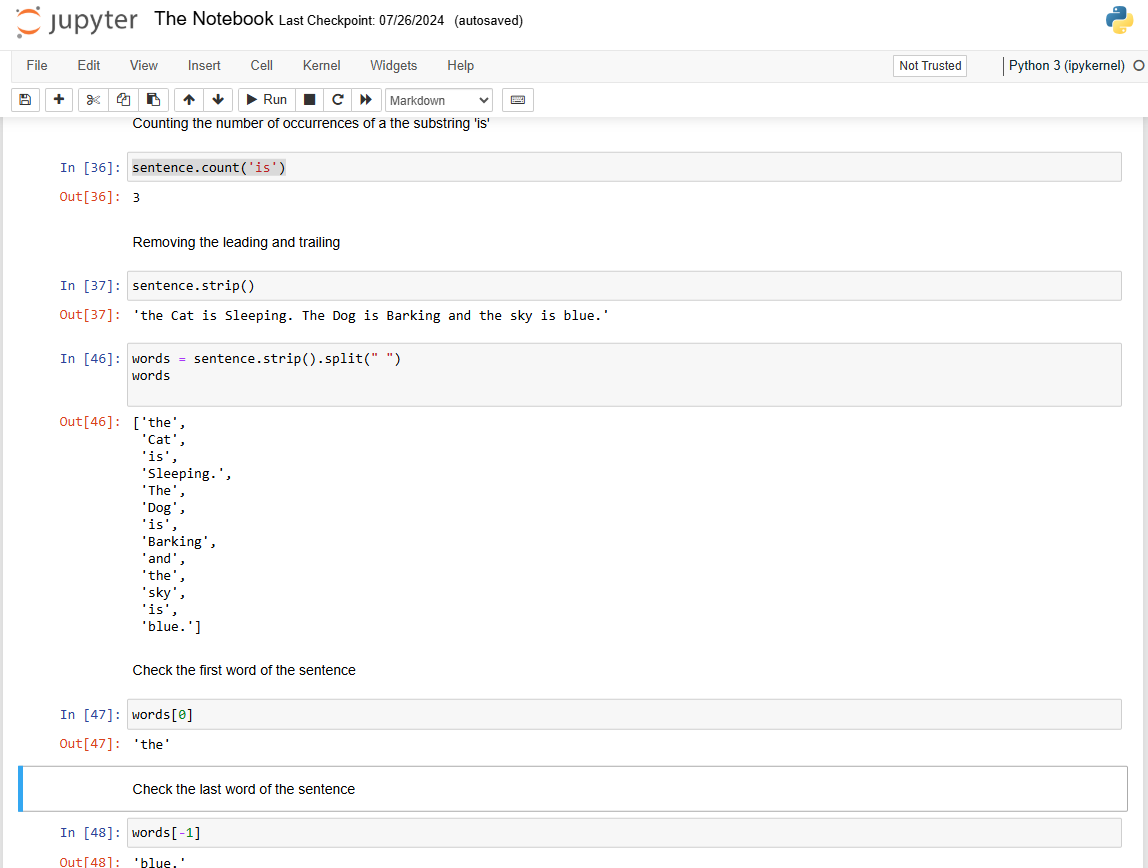 jupyter The Notebook Last Checkpoint: 07/26/2024 (autosaved)
File Edit View Insert Cell Kernel Widgets Help Not Trusted Python 3 (ipykernel)
Run Markdown
Counting the number of occurrences of a the substring 'is'
In [36]: sentence.count('is')
Out[36]: 3
Removing the leading and trailing
In [37]: sentence.strip()
Out[37]: 'the Cat is Sleeping. The Dog is Barking and the sky is blue.'
In [46]: words = sentence.strip().split(" ")
words
Out[46]: ['the',
'Cat',
'is',
'Sleeping.',
'The',
'Dog',
'is',
'Barking',
'and',
'the',
'sky',
'is',
'blue.']
Check the first word of the sentence
In [47]: words[0]
Out[47]: 'the'
Check the last word of the sentence
In [48]: words[-1]
Out[48]: 'blue.'